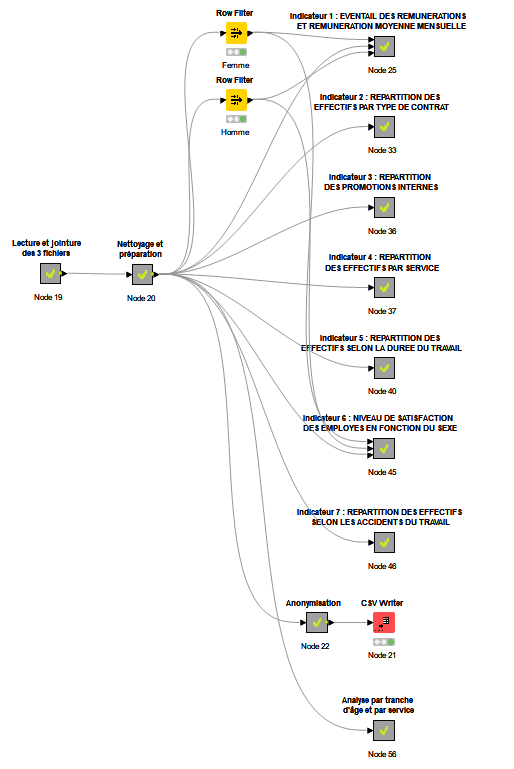 Row Filter
Femme
Row Filter
Homme
Indicateur 1 : EVENTAIL DES REMUNERATIONS
ET REMUNERATION MOYENNE MENSUELLE
Node 25
Indicateur 2 : REPARTITION DES
EFFECTIFS PAR TYPE DE CONTRAT
Node 33
Indicateur 3 : REPARTITION
DES PROMOTIONS INTERNES
Node 36
Lecture et jointure
des 3 fichiers
Node 19
Nettoyage et
préparation
Node 20
Indicateur 4 : REPARTITION
DES EFFECTIFS PAR SERVICE
Node 37
Indicateur 5 : REPARTITION DES
EFFECTIFS SELON LA DUREE DU TRAVAIL
Node 40
Indicateur 6 : NIVEAU DE SATISFACTION
DES EMPLOYES EN FONCTION DU SEXE
Node 45
Indicateur 7 : REPARTITION DES EFFECTIFS
SELON LES ACCIDENTS DU TRAVAIL
Node 46
Anonymisation
Node 22
CSV Writer
Node 21
Analyse par tranche
d'âge et par service
Node 56